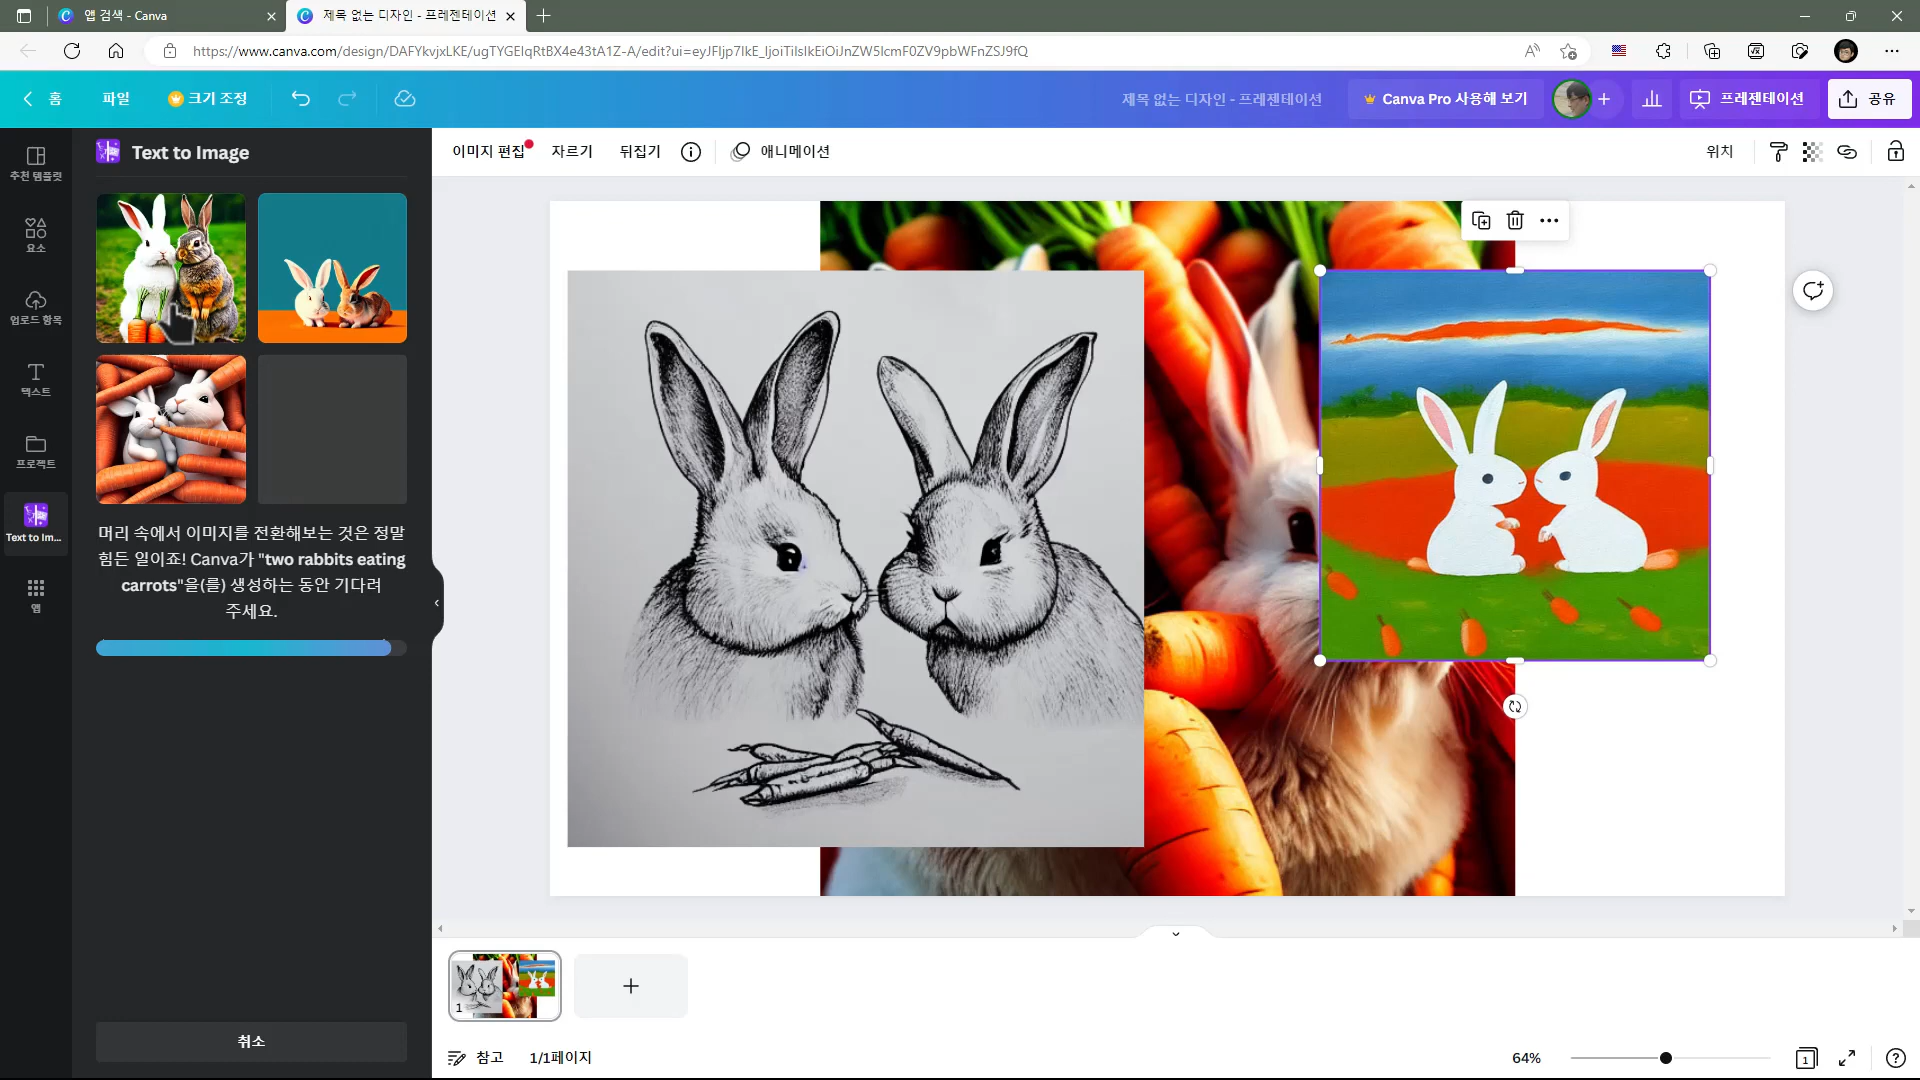 앱 검색 - Canva
제목 없는 디자인 - 프레젠테이션
https://www.canva.com/design/DAFYkvjxLKE/ugTYGEIqRtBX4e43tA1Z-A/edit?ui=eyJFIjp7IkE_IjoiTiIsIkEiOiJnZW5lcmF0ZV9pbWFnZSJ9fQ
홈
파일
크기 조정
제목 없는 디자인 - 프레젠테이션
Canva Pro 사용해 보기
프레젠테이션
공유
추천 템플릿
요소
업로드 항목
텍스트
프로젝트
Text to Im...
앱
Text to Image
머리 속에서 이미지를 전환해보는 것은 정말
힘든 일이죠! Canva가 "two rabbits eating
carrots"을(를) 생성하는 동안 기다려
주세요.
취소
이미지 편집
자르기
뒤집기
애니메이션
위치
1
참고
1/1페이지
64%
1